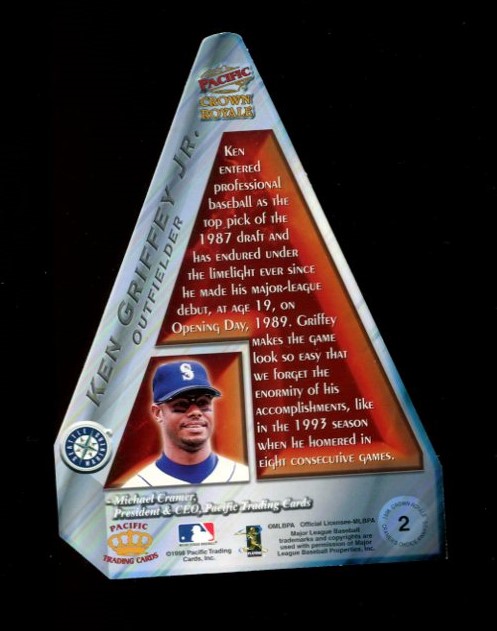 PACIFIC
CROWN
ROYALE
KEN GRIFFEY JR.
OUTFIELDER
Ken
entered
professional
baseball as the
top pick of the
1987 draft and
has endured under
the limelight ever since
he made his major-league
debut, at age 19, on
Opening Day, 1989. Griffey
makes the game
look so easy that
we forget the
enormity of his
accomplishments, like
in the 1993 season
when he homered in
eight consecutive games.
S
Michael Cramer,
President & CEO, Pacific Trading Cards
PACIFIC
TRADING CARDS
©1998 Pacific Trading
Cards, Inc.
©MLBPA Official Licensee-MLBPA
Major League Baseball
trademarks and copyrights are
used with permission of Major
League Baseball Properties, Inc.
2